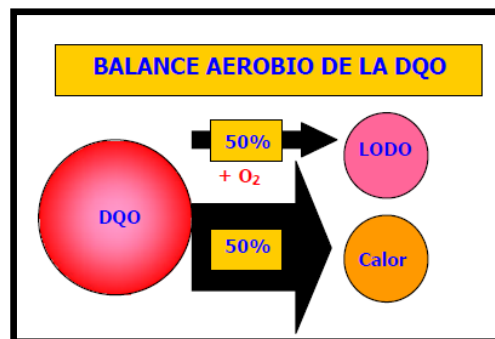 BALANCE AEROBIO DE LA DQO
50%
+ O₂
LODO
DQO
50%
Calor